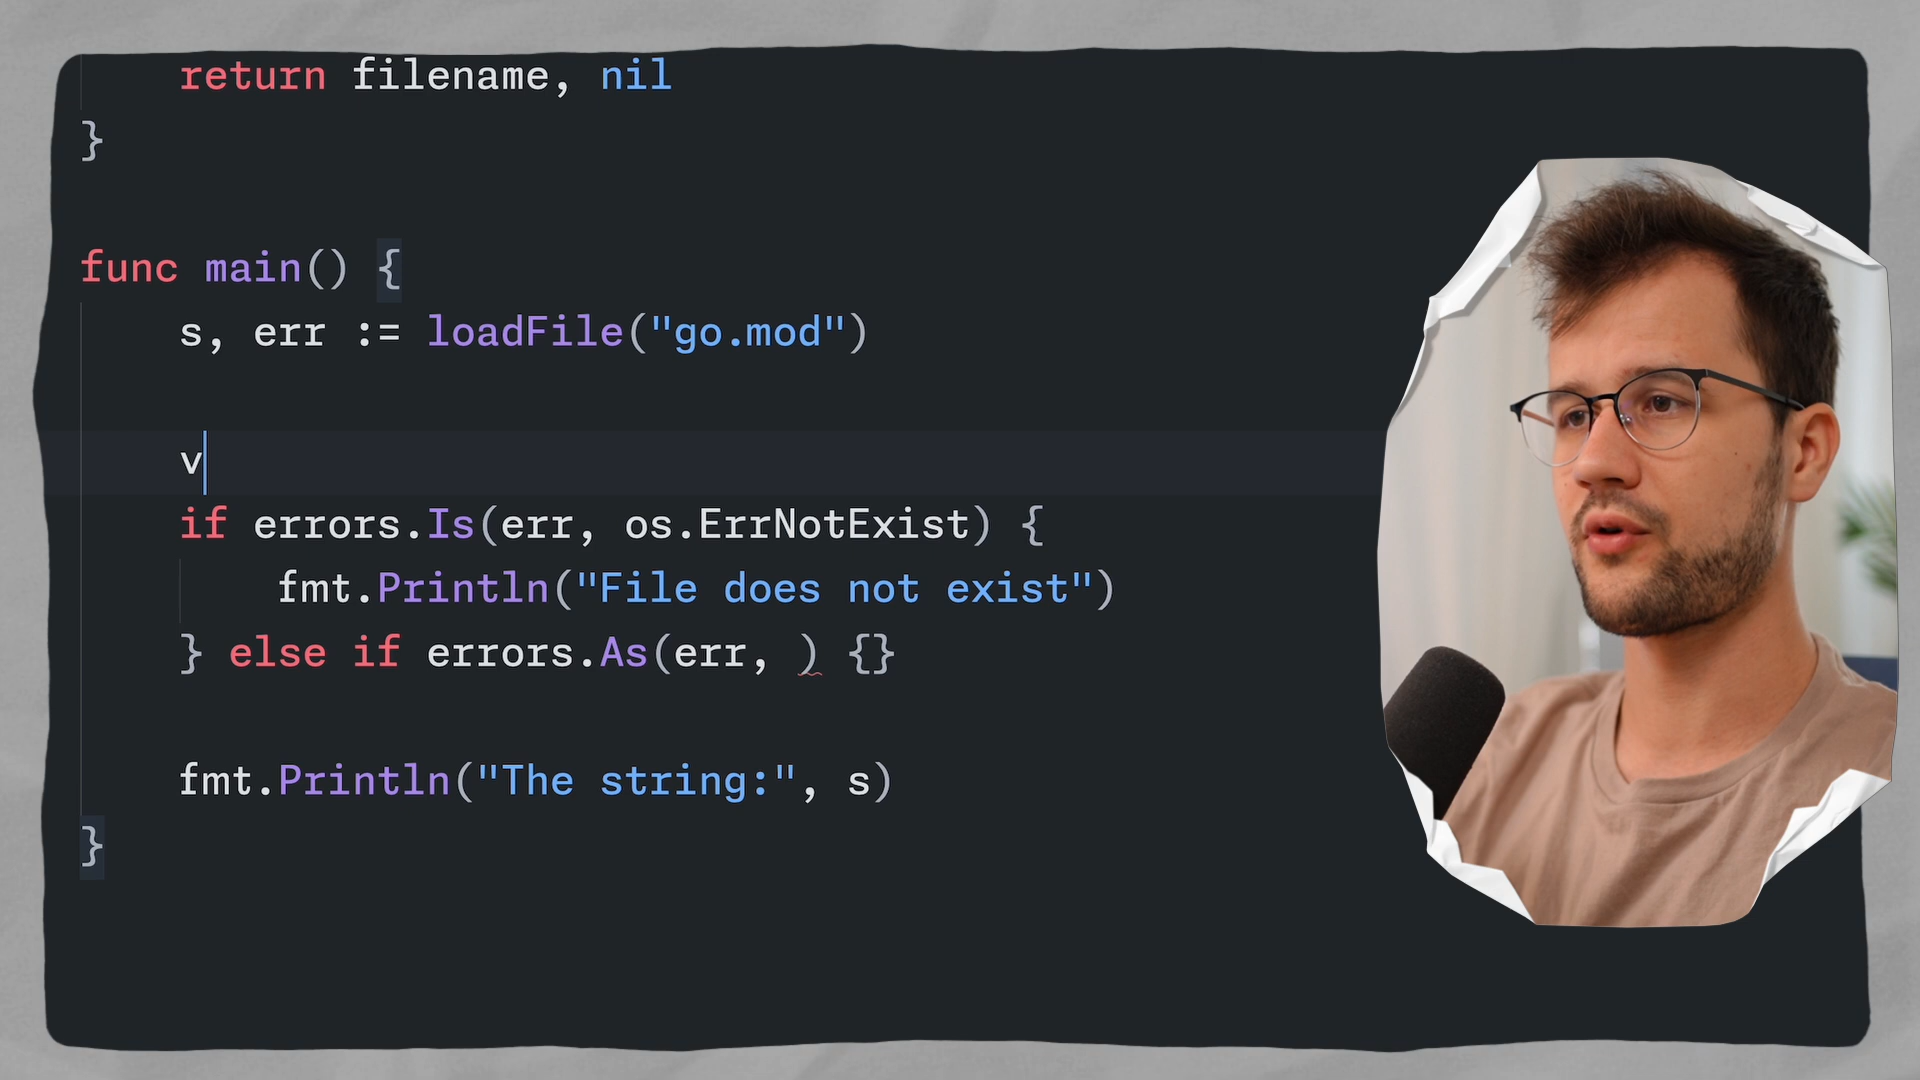 return filename, nil
}
func main() {
s, err := loadFile("go.mod")
v
if errors.Is(err, os.ErrNotExist) {
fmt.Println("File does not exist")
} else if errors.As(err, ) {}
fmt.Println("The string:", s)
}